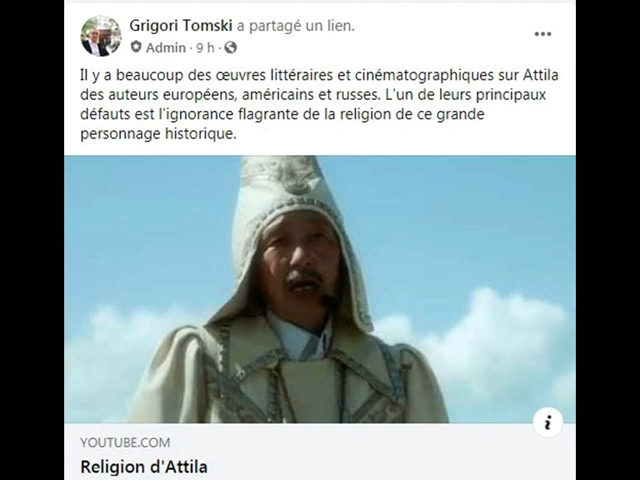 Grigori Tomski a partagé un lien.
Admin · 9 h ·
Il y a beaucoup des œuvres littéraires et cinématographiques sur Attila
des auteurs européens, américains et russes. L'un de leurs principaux
défauts est l'ignorance flagrante de la religion de ce grande
personnage historique.
YOUTUBE.COM
Religion d'Attila